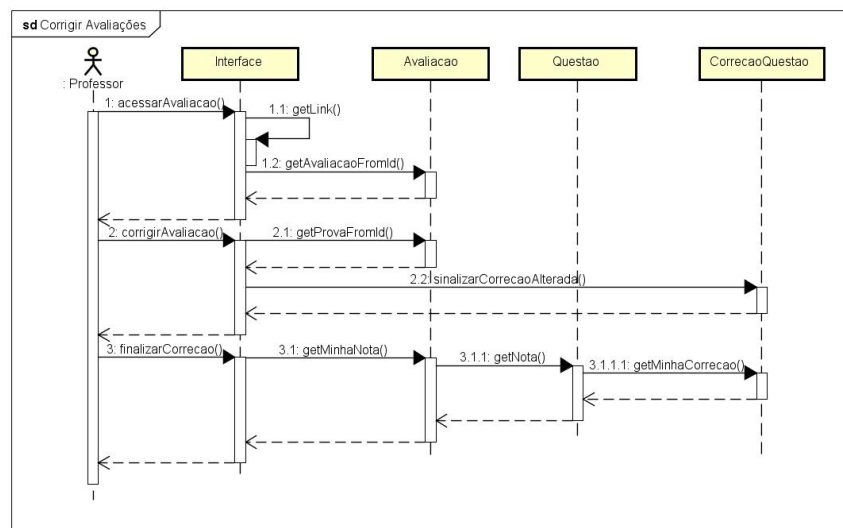 sd Corrigir Avaliações
: Professor
Interface
Avaliacao
Questao
CorrecaoQuestao
1: acessarAvaliacao()
1.1: getLink()
1.2: getAvaliacaoFromId()
2: corrigirAvaliacao()
2.1: getProvaFromId()
2.2: sinalizarCorrecaoAlterada()
3: finalizarCorrecao()
3.1: getMinhaNota()
3.1.1: getNota()
3.1.1.1: getMinhaCorrecao()